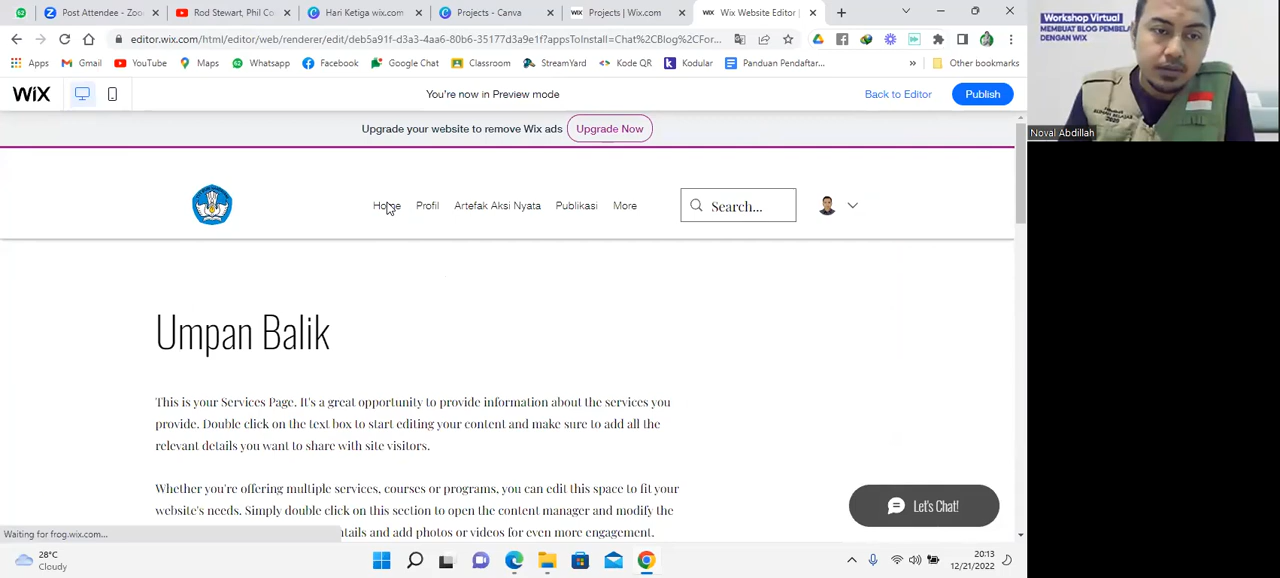 Post Attendee - Zoo
Rod Stewart, Phil Co
Hari Ketiga wix.com
Projects - Canva
WiX Projects | Wix.com
WiX Wix Website Editor |
editor.wix.com/html/editor/web/renderer/edi
aa6-80b6-35177d3a9e1f?appsToInstall=Chat%2CBlog%2CFor...
Apps
Gmail
YouTube
Maps
Whatsapp
Facebook
Google Chat
Classroom
StreamYard
Kode QR
Kodular
Panduan Pendaftar...
»
Other bookmarks
WiX
You're now in Preview mode
Back to Editor
Publish
Upgrade your website to remove Wix ads
Upgrade Now
Home
Profil
Artefak Aksi Nyata
Publikasi
More
Search...
Umpan Balik
This is your Services Page. It's a great opportunity to provide information about the services you
provide. Double click on the text box to start editing your content and make sure to add all the
relevant details you want to share with site visitors.
Whether you're offering multiple services, courses or programs, you can edit this space to fit your
website's needs. Simply double click on this section to open the content manager and modify the
tails and add photos or videos for even more engagement.
Let's Chat!
Waiting for frog.wix.com...
28°C
Cloudy
20:13
12/21/2022
Workshop Virtual
MEMBUAT BLOG PEMBELA
DENGAN WIX
Noval Abdillah